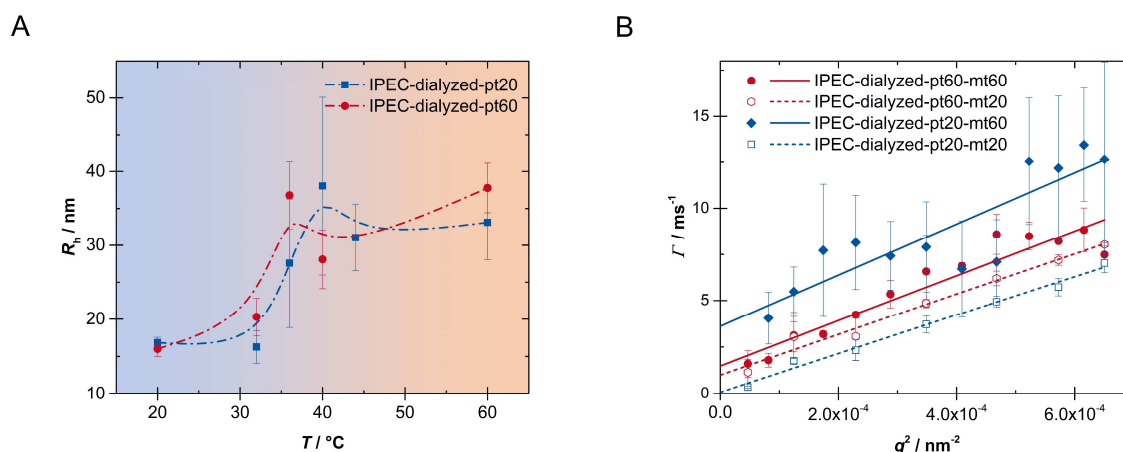 A
B
IPEC-dialyzed-pt20
IPEC-dialyzed-pt60
50
40
30
20
10
R_h / nm
20
30
40
50
60
T / °C
IPEC-dialyzed-pt60-mt60
IPEC-dialyzed-pt60-mt20
IPEC-dialyzed-pt20-mt60
IPEC-dialyzed-pt20-mt20
15
10
5
0
Γ / ms⁻¹
0.0
2.0x10⁻⁴
4.0x10⁻⁴
6.0x10⁻⁴
q² / nm⁻²